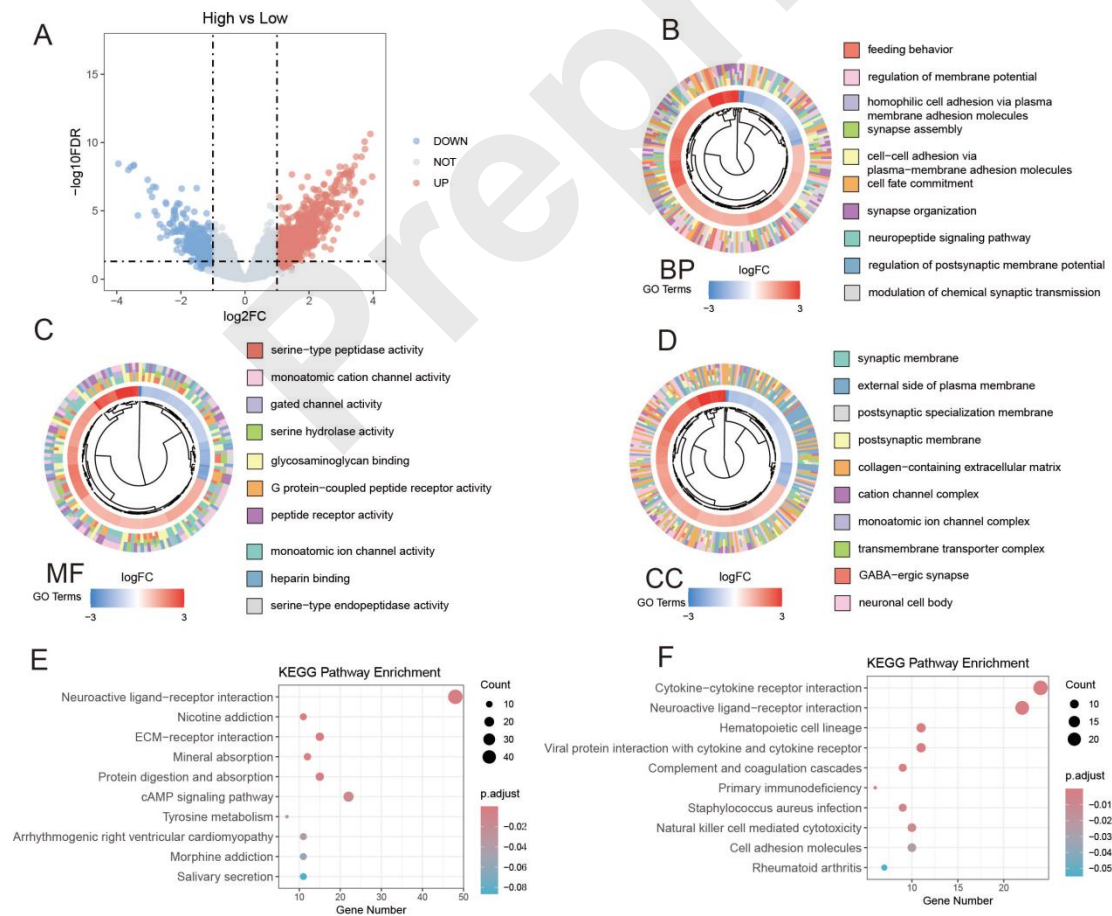 High vs Low
A
−log10FDR
15
10
5
0
−4
−2
0
2
4
log2FC
DOWN
NOT
UP
B
feeding behavior
regulation of membrane potential
homophilic cell adhesion via plasma
membrane adhesion molecules
synapse assembly
cell-cell adhesion via
plasma-membrane adhesion molecules
cell fate commitment
synapse organization
neuropeptide signaling pathway
regulation of postsynaptic membrane potential
modulation of chemical synaptic transmission
BP
GO Terms
logFC
−3
3
C
serine-type peptidase activity
monoatomic cation channel activity
gated channel activity
serine hydrolase activity
glycosaminoglycan binding
G protein-coupled peptide receptor activity
peptide receptor activity
monoatomic ion channel activity
heparin binding
serine-type endopeptidase activity
MF
GO Terms
logFC
−3
3
D
synaptic membrane
external side of plasma membrane
postsynaptic specialization membrane
postsynaptic membrane
collagen-containing extracellular matrix
cation channel complex
monoatomic ion channel complex
transmembrane transporter complex
GABA-ergic synapse
neuronal cell body
CC
GO Terms
logFC
−3
3
E
KEGG Pathway Enrichment
Neuroactive ligand−receptor interaction
Nicotine addiction
ECM−receptor interaction
Mineral absorption
Protein digestion and absorption
cAMP signaling pathway
Tyrosine metabolism
Arrhythmogenic right ventricular cardiomyopathy
Morphine addiction
Salivary secretion
10
20
30
40
50
Gene Number
Count
10
20
30
40
p.adjust
−0.02
−0.04
−0.06
−0.08
F
KEGG Pathway Enrichment
Cytokine−cytokine receptor interaction
Neuroactive ligand−receptor interaction
Hematopoietic cell lineage
Viral protein interaction with cytokine and cytokine receptor
Complement and coagulation cascades
Primary immunodeficiency
Staphylococcus aureus infection
Natural killer cell mediated cytotoxicity
Cell adhesion molecules
Rheumatoid arthritis
10
20
Gene Number
Count
10
15
20
p.adjust
−0.01
−0.02
−0.03
−0.04
−0.05
Prepri